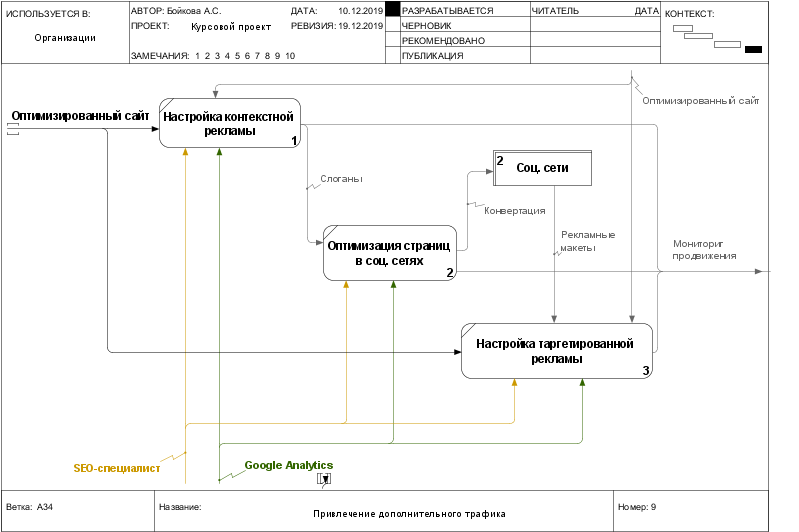 ИСПОЛЬЗУЕТСЯ В:
Организации
АВТОР: Бойкова А.С.
ДАТА: 10.12.2019
ПРОЕКТ: Курсовой проект
РЕВИЗИЯ: 19.12.2019
ЗАМЕЧАНИЯ: 1 2 3 4 5 6 7 8 9 10
РАЗРАБАТЫВАЕТСЯ
ЧЕРНОВИК
РЕКОМЕНДОВАНО
ПУБЛИКАЦИЯ
ЧИТАТЕЛЬ
ДАТА
КОНТЕКСТ:
Оптимизированный сайт
Настройка контекстной
рекламы
1
Оптимизированный сайт
Слоганы
2
Соц. сети
Конвертация
Оптимизация страниц
в соц. сетях
2
Рекламные
макеты
Мониториг
продвижения
Настройка таргетированной
рекламы
3
SEO-специалист
Google Analytics
Ветка: A34
Название:
Привлечение дополнительного трафика
Номер: 9